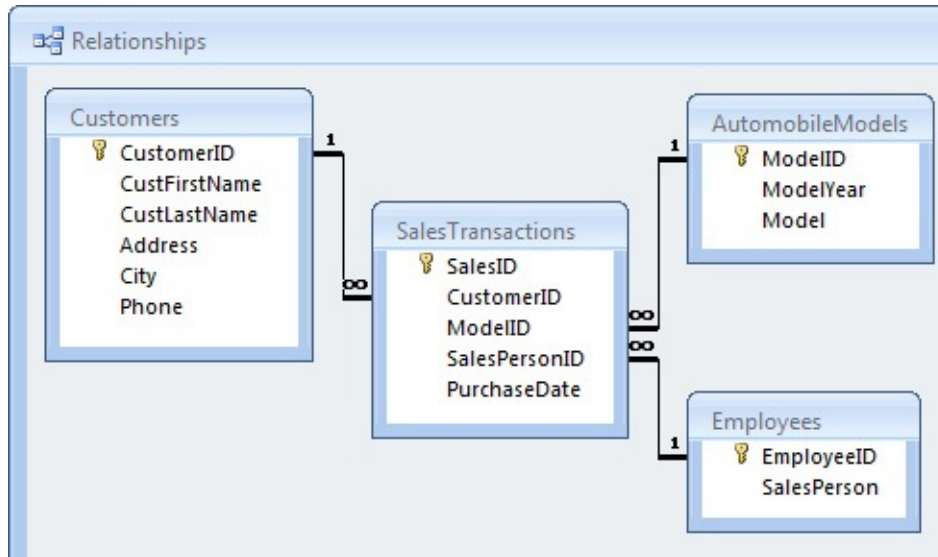 Relationships
Customers
CustomerID
CustFirstName
CustLastName
Address
City
Phone
1
∞
SalesTransactions
SalesID
CustomerID
ModelID
SalesPersonID
PurchaseDate
1
∞
AutomobileModels
ModelID
ModelYear
Model
∞
1
Employees
EmployeeID
SalesPerson